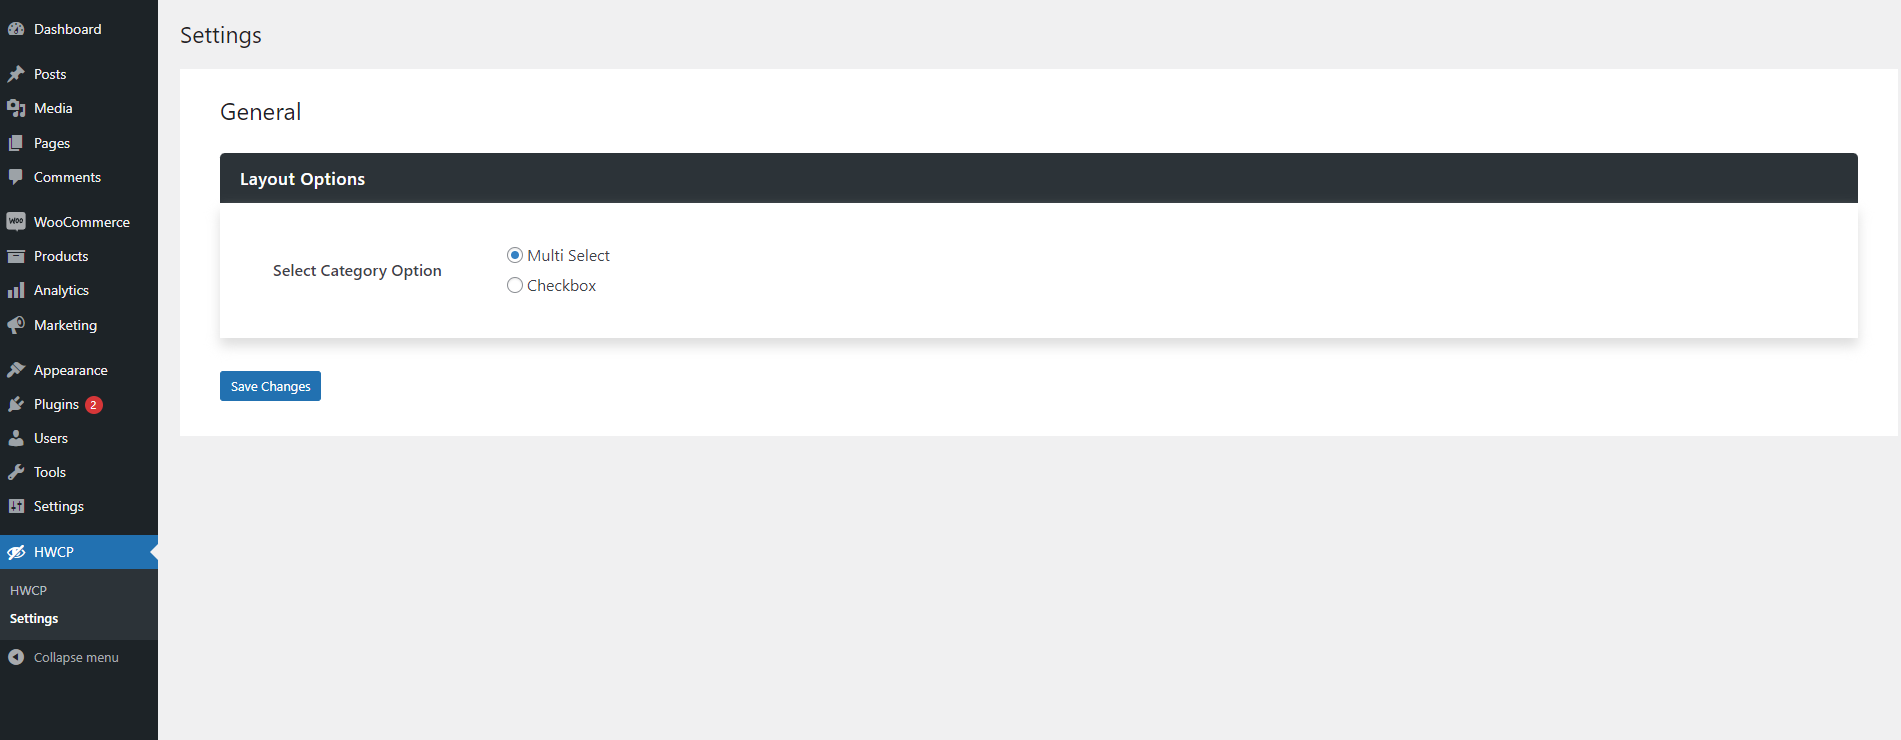 Dashboard
Posts
Media
Pages
Comments
WooCommerce
Products
Analytics
Marketing
Appearance
Plugins 2
Users
Tools
Settings
HWCP
HWCP
Settings
Collapse menu
Settings
General
Layout Options
Select Category Option
Multi Select
Checkbox
Save Changes